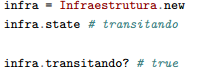 infra = Infraestrutura.new
infra.state # transitando
infra.transitando? # true